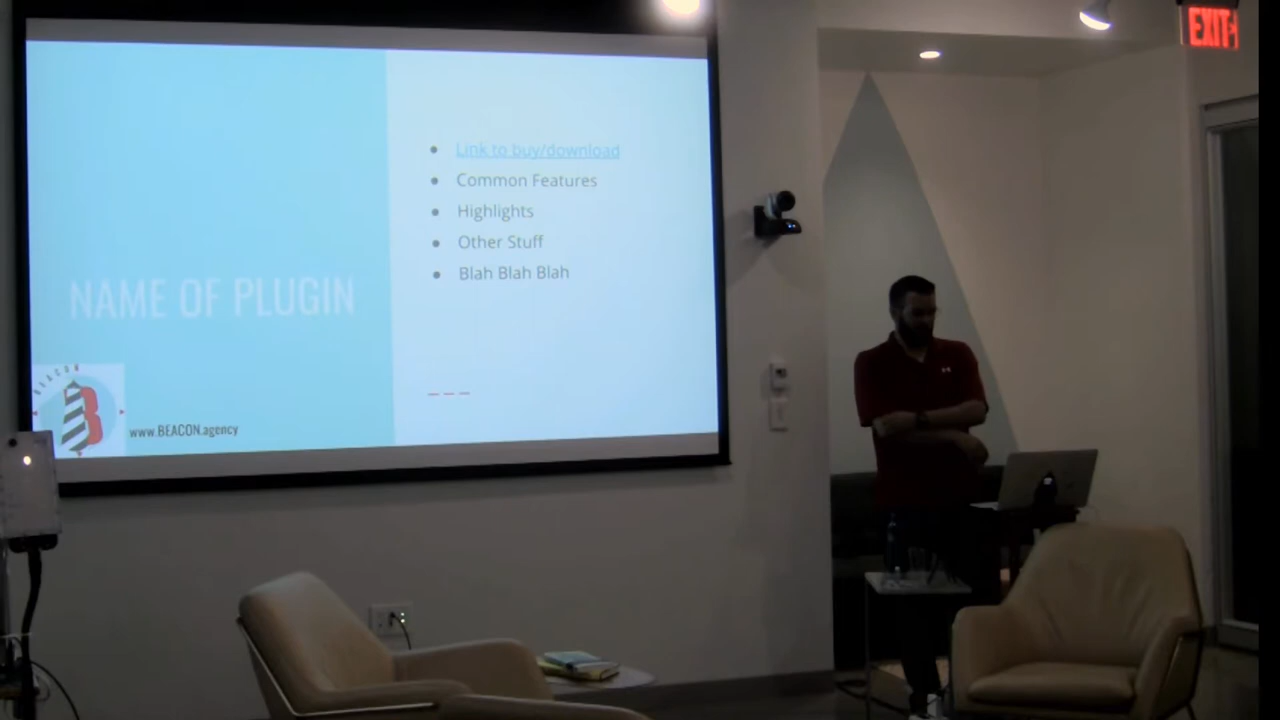 EXIT
Link to buy/download
Common Features
Highlights
Other Stuff
Blah Blah Blah
NAME OF PLUGIN
BEACON
B
www.BEACON.agency